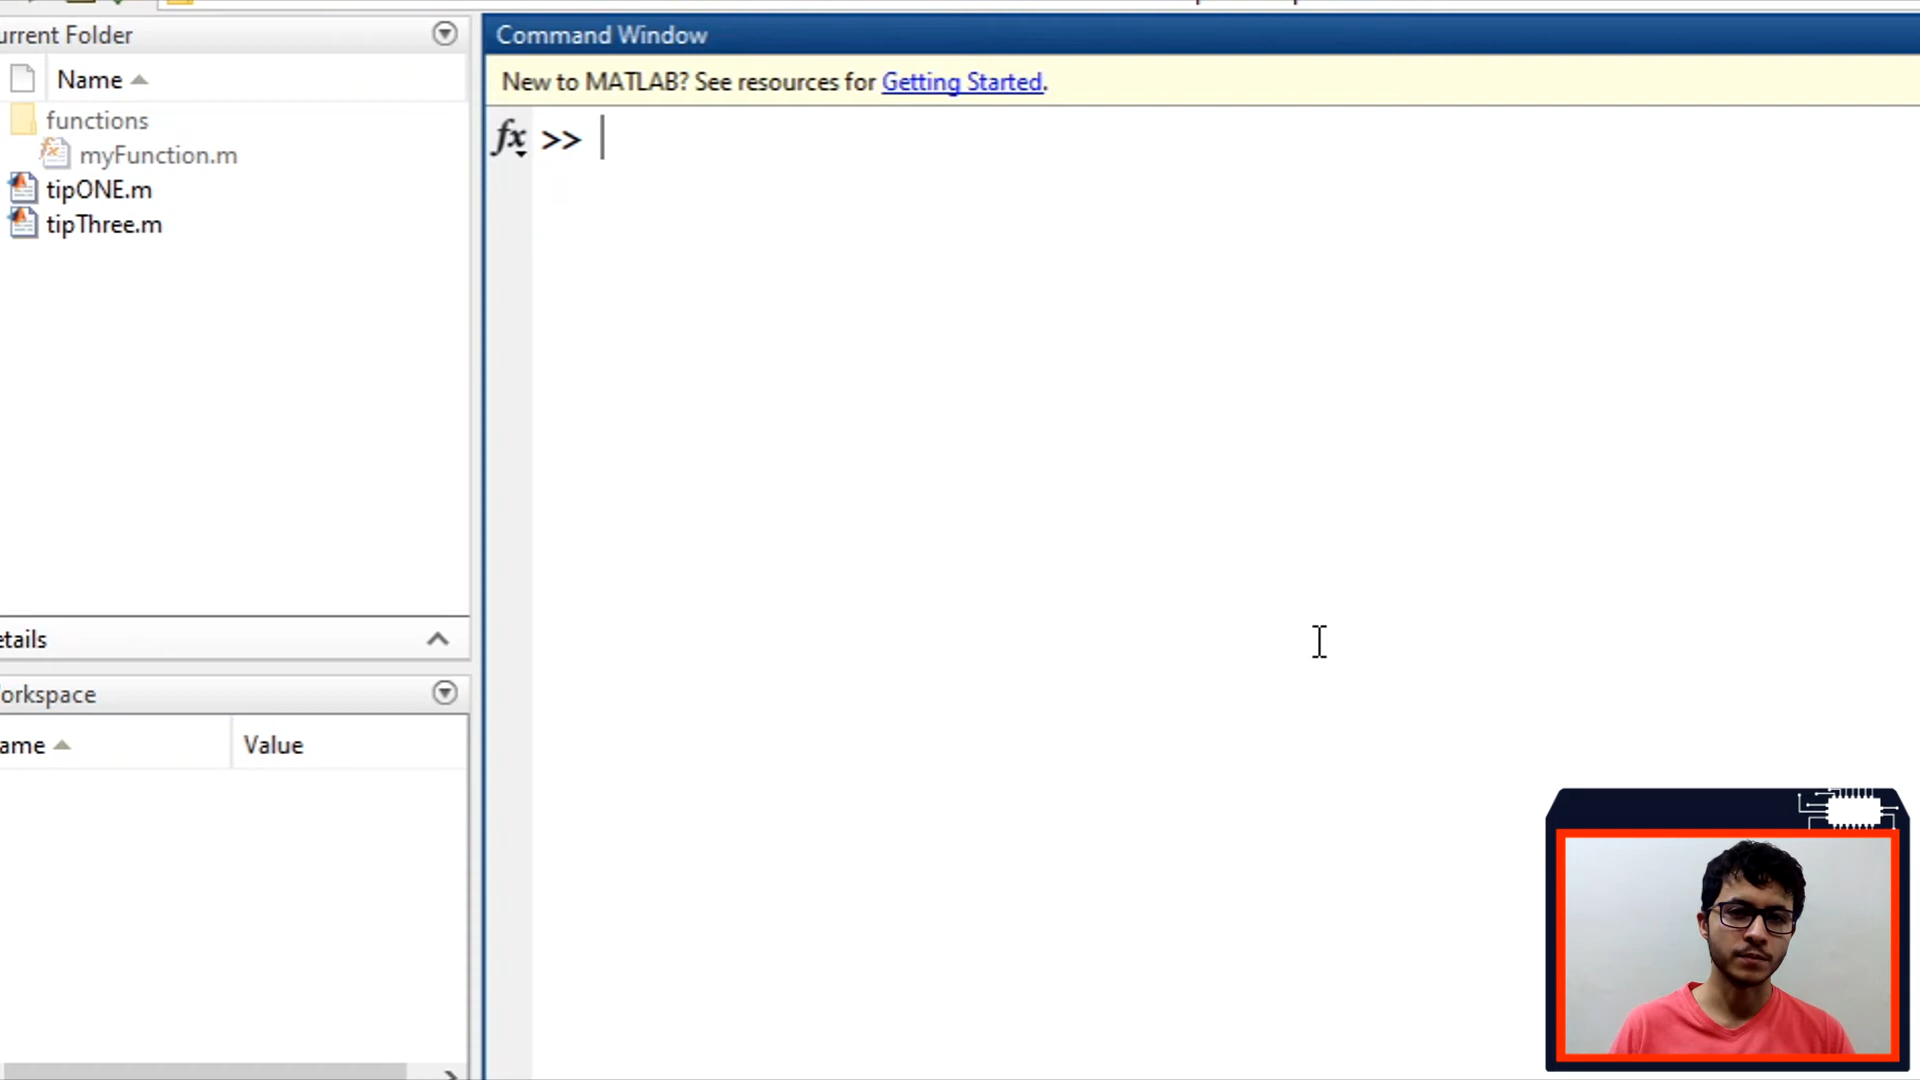 urrent Folder
Name
functions
myFunction.m
tipONE.m
tipThree.m
etails
orkspace
ame
Value
Command Window
New to MATLAB? See resources for Getting Started.
fx >>